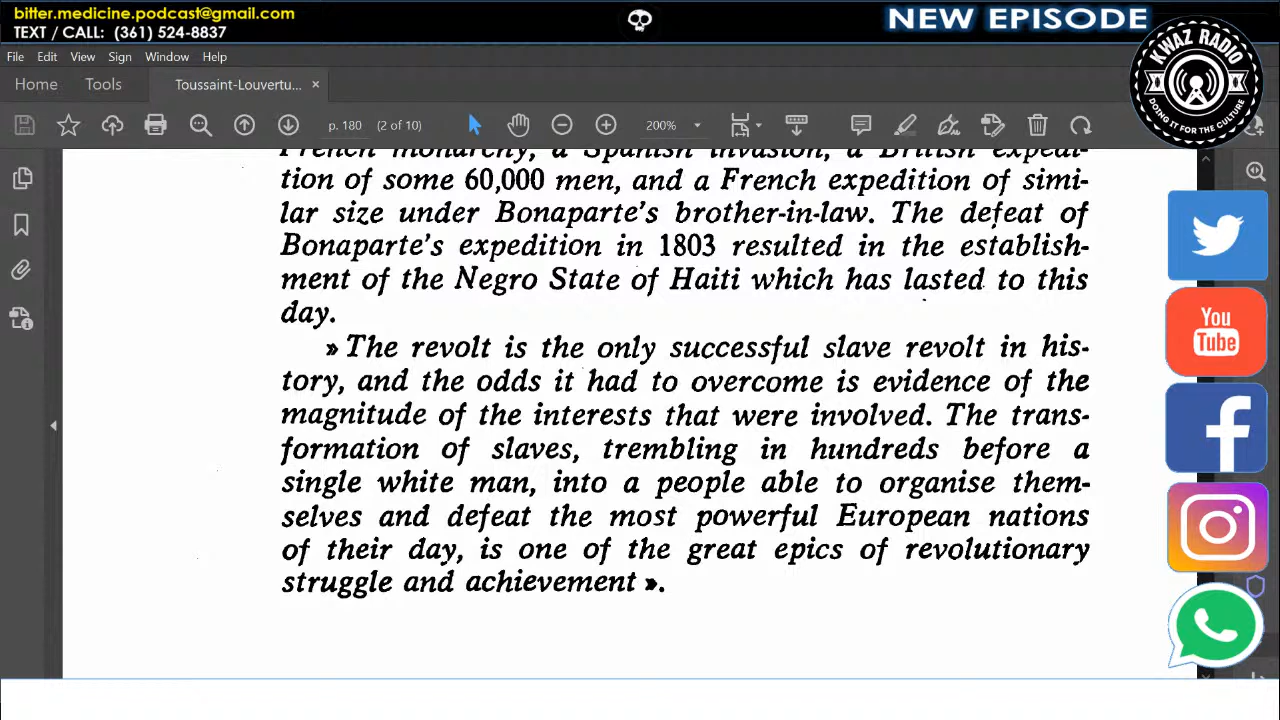 bitter.medicine.podcast@gmail.com
TEXT / CALL: (361) 524-8837
NEW EPISODE
KWAZ RADIO
DOING IT FOR THE CULTURE
File Edit View Sign Window Help
Home Tools Toussaint-Louvertu... ×
p. 180 (2 of 10) 200%
French monarchy, a Spanish invasion, a British expedi-
tion of some 60,000 men, and a French expedition of simi-
lar size under Bonaparte's brother-in-law. The defeat of
Bonaparte's expedition in 1803 resulted in the establish-
ment of the Negro State of Haiti which has lasted to this
day.
» The revolt is the only successful slave revolt in his-
tory, and the odds it had to overcome is evidence of the
magnitude of the interests that were involved. The trans-
formation of slaves, trembling in hundreds before a
single white man, into a people able to organise them-
selves and defeat the most powerful European nations
of their day, is one of the great epics of revolutionary
struggle and achievement ».
You
Tube